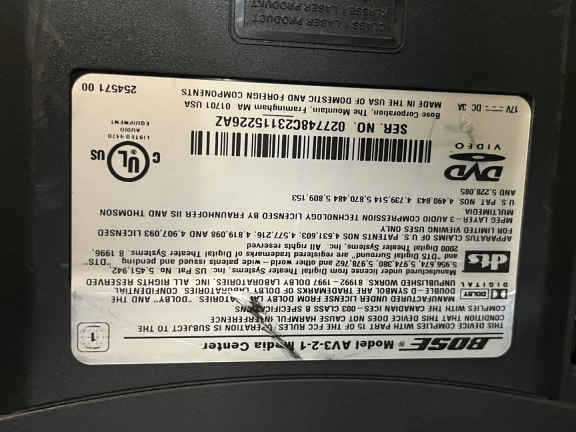 BOSE ® Model AV3-2-1 Media Center
THIS DEVICE COMPLIES WITH PART 15 OF THE FCC RULES. OPERATION IS SUBJECT TO THE
CONDITION THAT THIS DEVICE DOES NOT CAUSE HARMFUL INTERFERENCE
COMPLIES WITH THE CANADIAN ICES-003 CLASS B SPECIFICATIONS
1
DOLBY
DIGITAL
MANUFACTURED UNDER LICENSE FROM DOLBY LABORATORIES. "DOLBY" AND THE
DOUBLE-D SYMBOL ARE TRADEMARKS OF DOLBY LABORATORIES. CONFIDENTIAL
UNPUBLISHED WORKS. ©1992-1997 DOLBY LABORATORIES, INC. ALL RIGHTS RESERVED
dts
Manufactured under license from Digital Theater Systems, Inc. US Pat. No. 5,451,942,
5,956,674, 5,974,380, 5,978,762 and other world-wide patents issued and pending. "DTS"
and "DTS Digital Surround" are registered trademarks of Digital Theater Systems. © 1996,
2000 Digital Theater Systems, Inc. All rights reserved.
APPARATUS CLAIMS OF U.S. PATENT NOS 4,631,603, 4,577,216, 4,819,098 AND 4,907,093 LICENSED
FOR LIMITED VIEWING USES ONLY
MPEG LAYER-3 AUDIO COMPRESSION TECHNOLOGY LICENSED BY FRAUNHOFER IIS AND THOMSON
MULTIMEDIA
U.S. PAT. NOS. 4,490,843 4,739,514 5,870,484 5,809,153
AND 5,228,085
DVD
VIDEO
C UL US
LISTED 447D
AUDIO
EQUIPMENT
SER. NO. 027748C23115226AZ
17V ⎓ DC 3A
Bose Corporation, The Mountain, Framingham MA 01701 USA
MADE IN THE USA OF DOMESTIC AND FOREIGN COMPONENTS
254571 00
CLASS 1 LASER PRODUCT